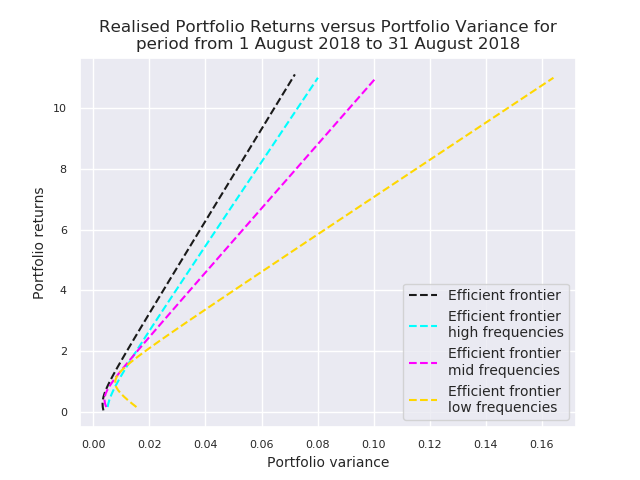 Realised Portfolio Returns versus Portfolio Variance for
period from 1 August 2018 to 31 August 2018
Portfolio returns
10
8
6
4
2
0
Efficient frontier
Efficient frontier
high frequencies
Efficient frontier
mid frequencies
Efficient frontier
low frequencies
0.00 0.02 0.04 0.06 0.08 0.10 0.12 0.14 0.16
Portfolio variance